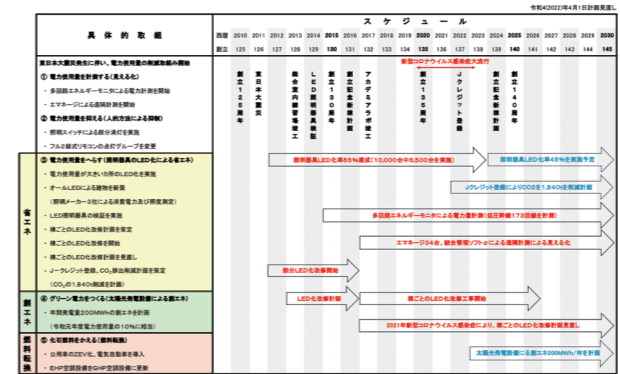 令和4(2022)年4月1日計画見直し
具体的取組
スケジュール
西暦 2010 2011 2012 2013 2014 2015 2016 2017 2018 2019 2020 2021 2022 2023 2024 2025 2026 2027 2028 2029 2030
創立 125 126 127 128 129 130 131 132 133 134 135 136 137 138 139 140 141 142 143 144 145
東日本大震災発生に伴い、電力使用量の削減取組み開始
① 電力使用量を計測する(見える化)
・ 多回路エネルギーモニタによる電力計測を開始
・ エマネージによる遠隔計測を開始
② 電力使用量を抑える(人的方法による抑制)
・ 照明スイッチによる部分消灯を実施
・ フル2線式リモコンの点灯グループを変更
新型コロナウイルス感染症大流行
創立125周年
東日本大震災
総合室内練習場竣工
LED照明器具検証
創立130周年
創立記念新棟計画
アカデミアラボ竣工
創立135周年
Jクレジット登録
創立記念新棟計画
創立140周年
省エネ
③ 電力使用量をへらす(照明器具のLED化による省エネ)
・ 電力使用量が大きい箇所のLED化を実施
・ オールLEDによる建物を新築
(照明メーカー3社による消費電力及び照度測定)
・ LED照明器具の検証を実施
・ 棟ごとのLED化改修計画を策定
・ 棟ごとのLED化改修を開始
・ 棟ごとのLED化改修計画を見直し
・ J-クレジット登録、CO₂排出削減計画を策定
(CO₂の1,840t削減を計画)
照明器具LED化率55%達成(10,000台中5,500台を実施)
照明器具LED化率45%を実施予定
Jクレジット登録によりCO2を1,840tを削減計画
多回路エネルギーモニタによる電力量計測(低圧幹線173回線を計測)
エマネージ34台、統合管理ソフトαによる遠隔計測による見える化
部分LED化改修開始
LED化改修計画
棟ごとのLED化改修工事開始
2021年新型コロナウイルス感染症により、棟ごとのLED化改修計画見直し
創エネ
④ グリーン電力をつくる(太陽光発電設備による創エネ)
・ 年間発電量200MWhの創エネを計画
(令和元年度電力使用量の10%に相当)
燃料転換
⑤ 化石燃料をかえる(燃料転換)
・ 公用車のZEV化、電気自動車を導入
・ EHP空調設備をGHP空調設備に更新
太陽光発電設備による創エネ200MWh/年を計画